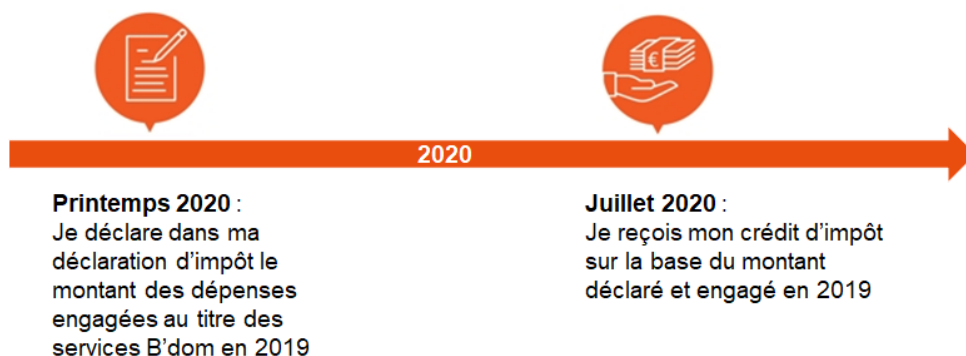 €
2020
Printemps 2020 :
Je déclare dans ma
déclaration d'impôt le
montant des dépenses
engagées au titre des
services B'dom en 2019
Juillet 2020 :
Je reçois mon crédit d'impôt
sur la base du montant
déclaré et engagé en 2019